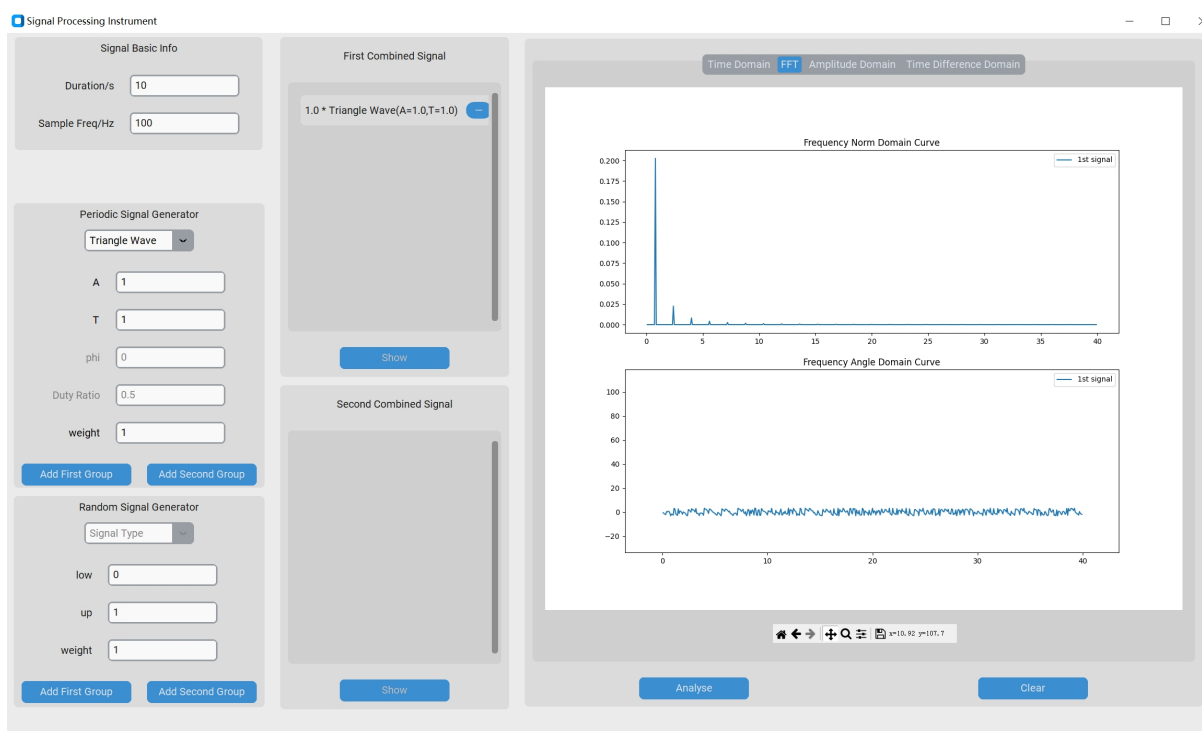 Signal Processing Instrument
Signal Basic Info
Duration/s 10
Sample Freq/Hz 100
Periodic Signal Generator
Triangle Wave
A 1
T 1
phi 0
Duty Ratio 0.5
weight 1
Add First Group Add Second Group
Random Signal Generator
Signal Type
low 0
up 1
weight 1
Add First Group Add Second Group
First Combined Signal
1.0 * Triangle Wave(A=1.0,T=1.0) −
Show
Second Combined Signal
Show
Time Domain FFT Amplitude Domain Time Difference Domain
Frequency Norm Domain Curve
1st signal
0.200
0.175
0.150
0.125
0.100
0.075
0.050
0.025
0.000
0 5 10 15 20 25 30 35 40
Frequency Angle Domain Curve
1st signal
100
80
60
40
20
0
−20
0 10 20 30 40
x=10.92 y=107.7
Analyse Clear